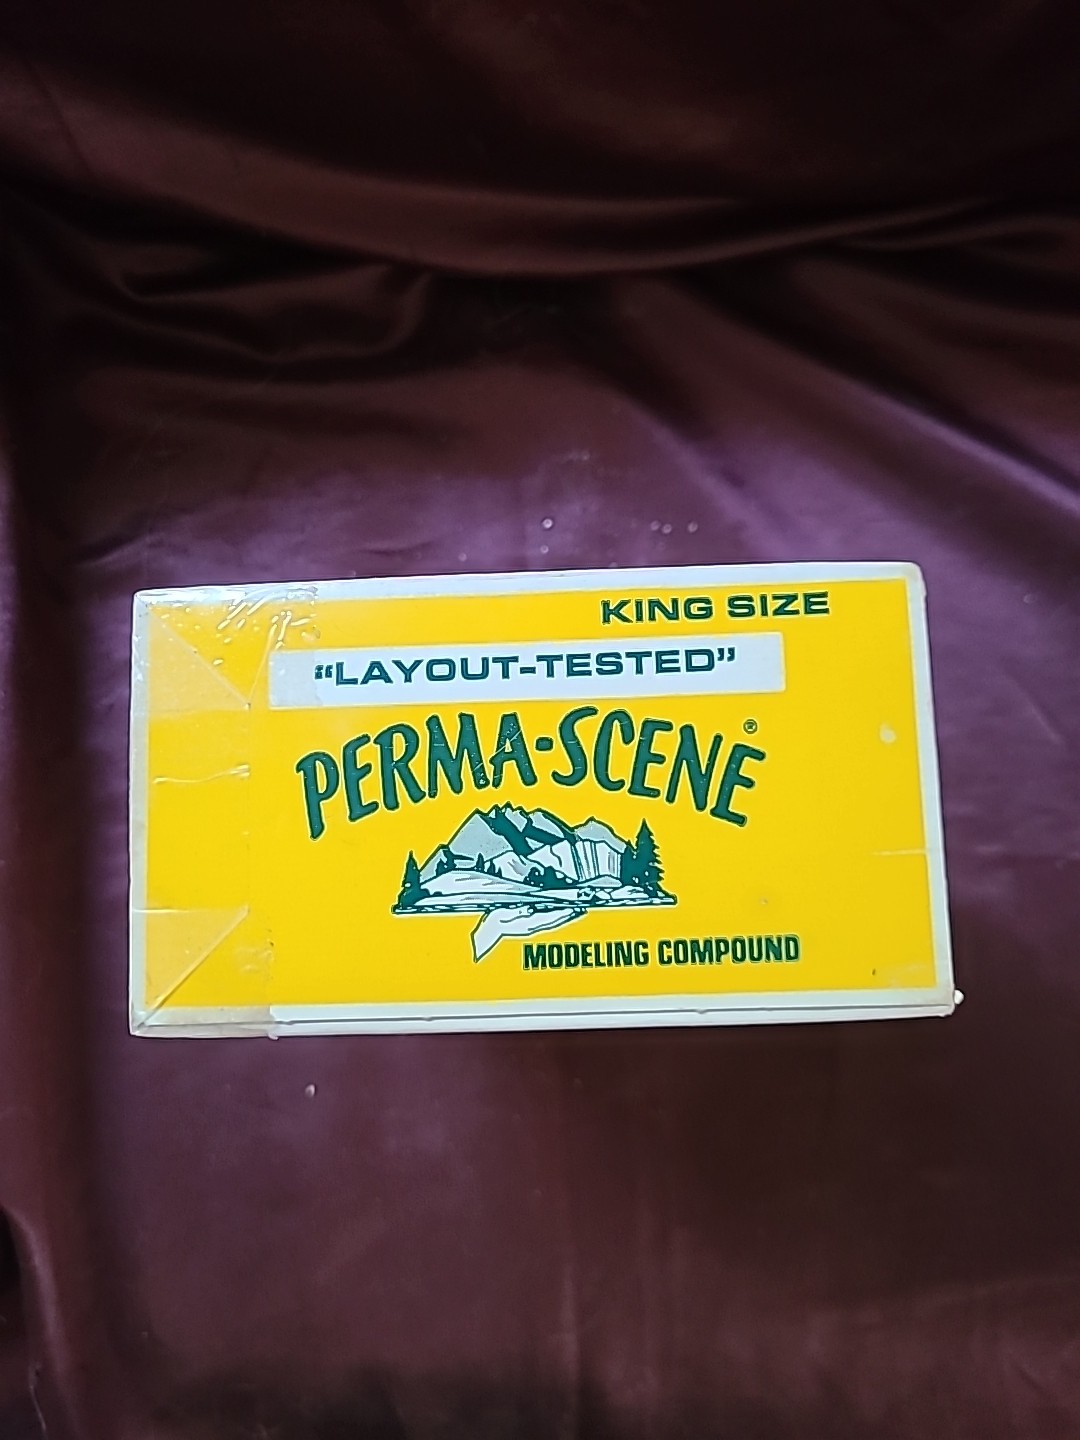 KING SIZE
“LAYOUT-TESTED”
PERMA-SCENE®
MODELING COMPOUND